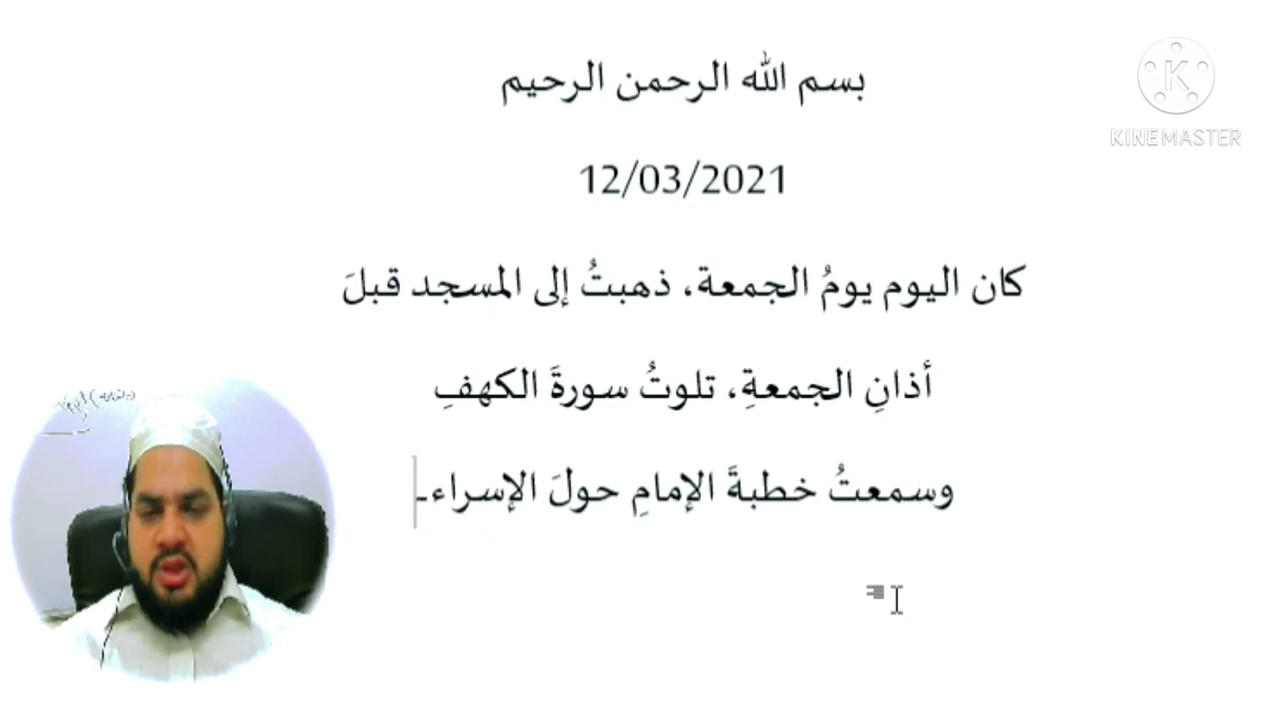 بسم الله الرحمن الرحيم
12/03/2021
كان اليوم يومُ الجمعة، ذهبتُ إلى المسجد قبلَ
أذانِ الجمعةِ، تلوتُ سورةَ الكهفِ
وسمعتُ خطبةَ الإمامِ حولَ الإسراء۔
K
KINEMASTER